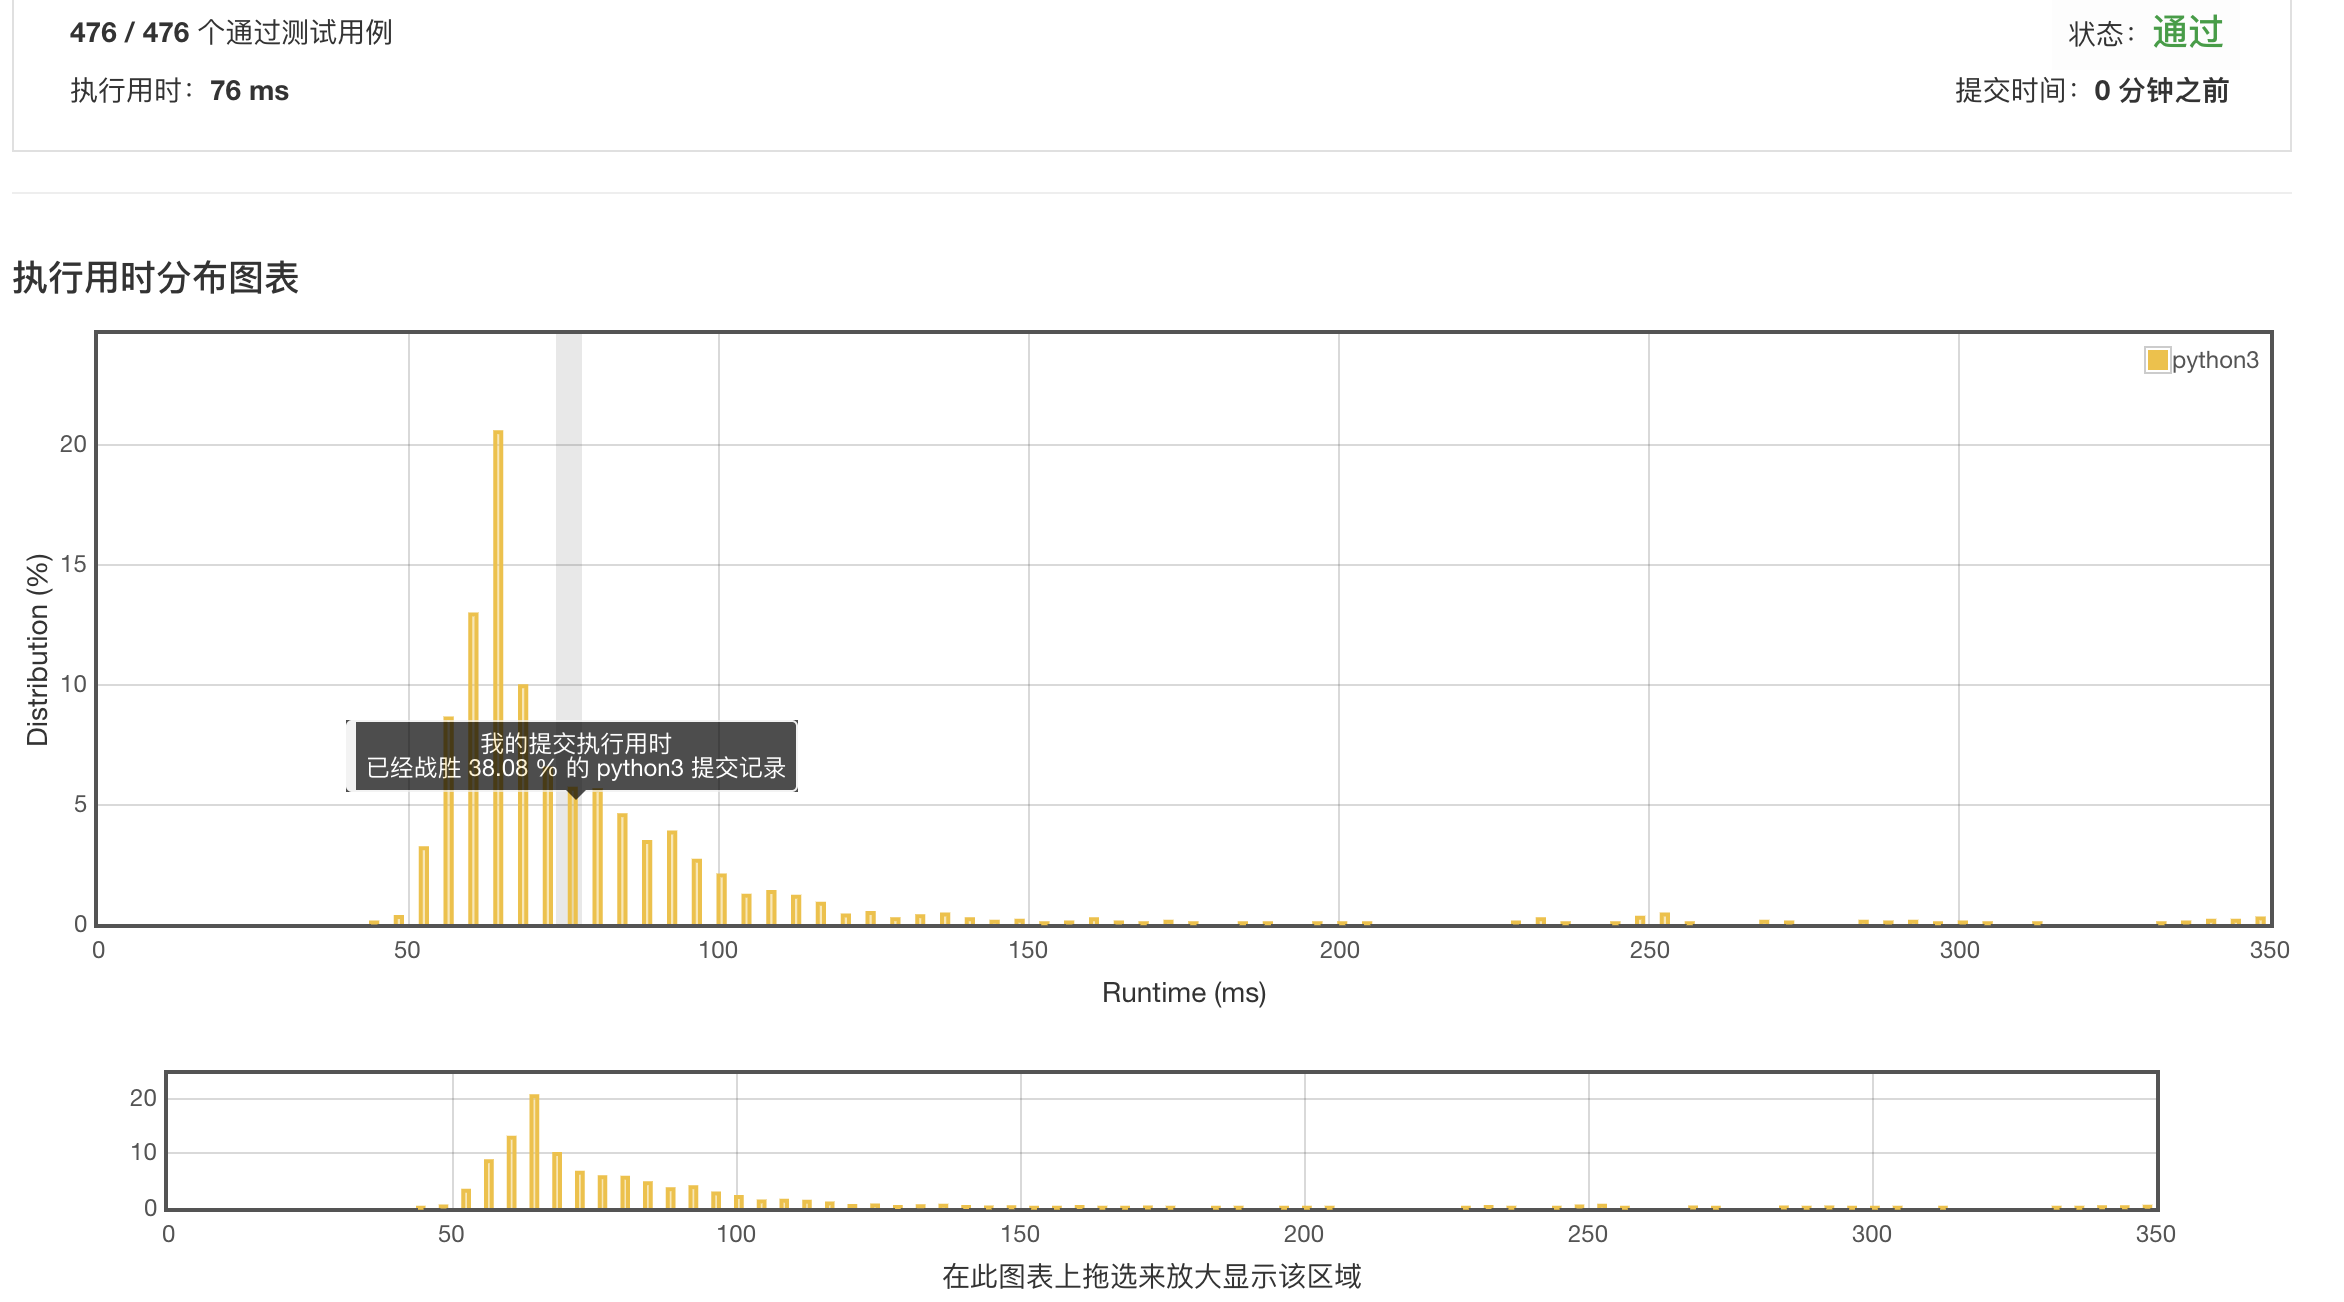 476 / 476 个通过测试用例
状态：通过
执行用时：76 ms
提交时间：0 分钟之前
执行用时分布图表
python3
Distribution (%)
20
15
10
5
0
我的提交执行用时
已经战胜 38.08 % 的 python3 提交记录
0 50 100 150 200 250 300 350
Runtime (ms)
20
10
0
0 50 100 150 200 250 300 350
在此图表上拖选来放大显示该区域